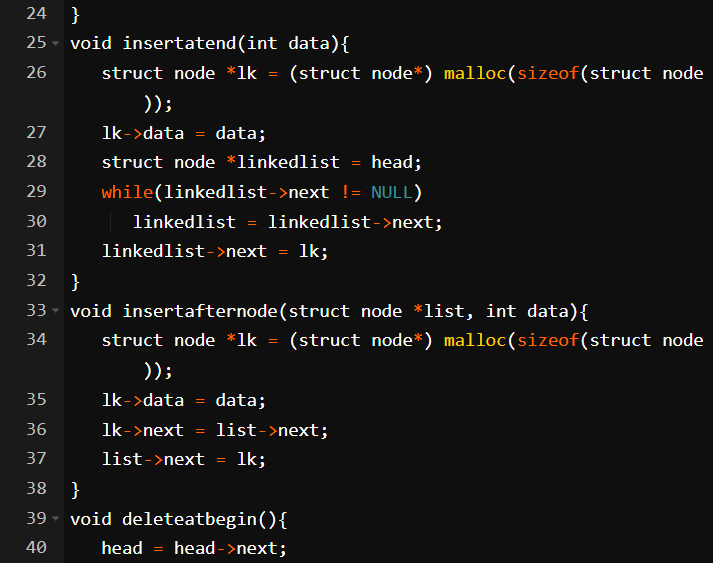 24 }
25 void insertatend(int data){
26 struct node *lk = (struct node*) malloc(sizeof(struct node
));
27 lk->data = data;
28 struct node *linkedlist = head;
29 while(linkedlist->next != NULL)
30 linkedlist = linkedlist->next;
31 linkedlist->next = lk;
32 }
33 void insertafternode(struct node *list, int data){
34 struct node *lk = (struct node*) malloc(sizeof(struct node
));
35 lk->data = data;
36 lk->next = list->next;
37 list->next = lk;
38 }
39 void deleteatbegin(){
40 head = head->next;